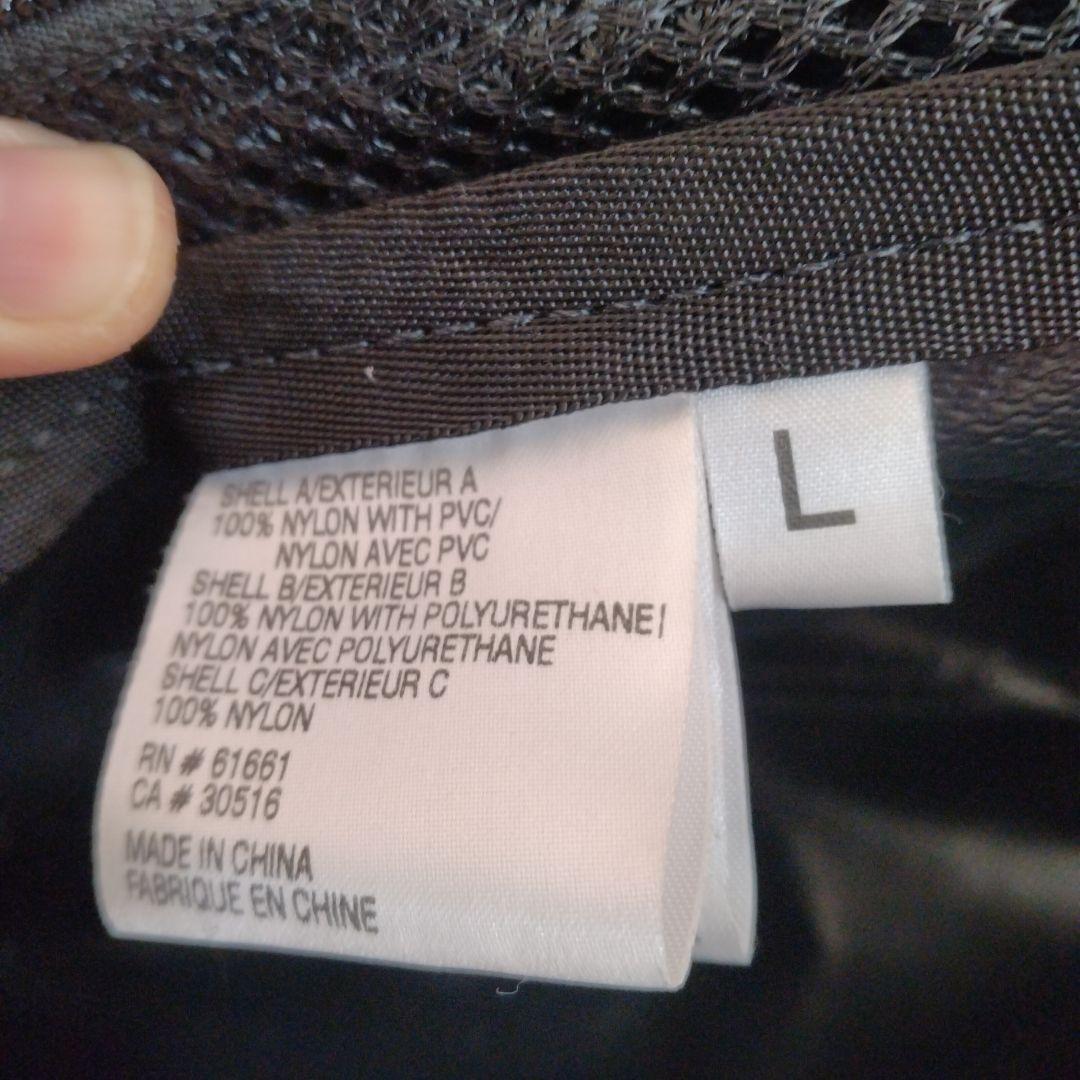 SHELL A/EXTERIEUR A
100% NYLON WITH PVC/
NYLON AVEC PVC
SHELL B/EXTERIEUR B
100% NYLON WITH POLYURETHANE/
NYLON AVEC POLYURETHANE
SHELL C/EXTERIEUR C
100% NYLON
RN # 61661
CA # 30516
MADE IN CHINA
FABRIQUE EN CHINE
L